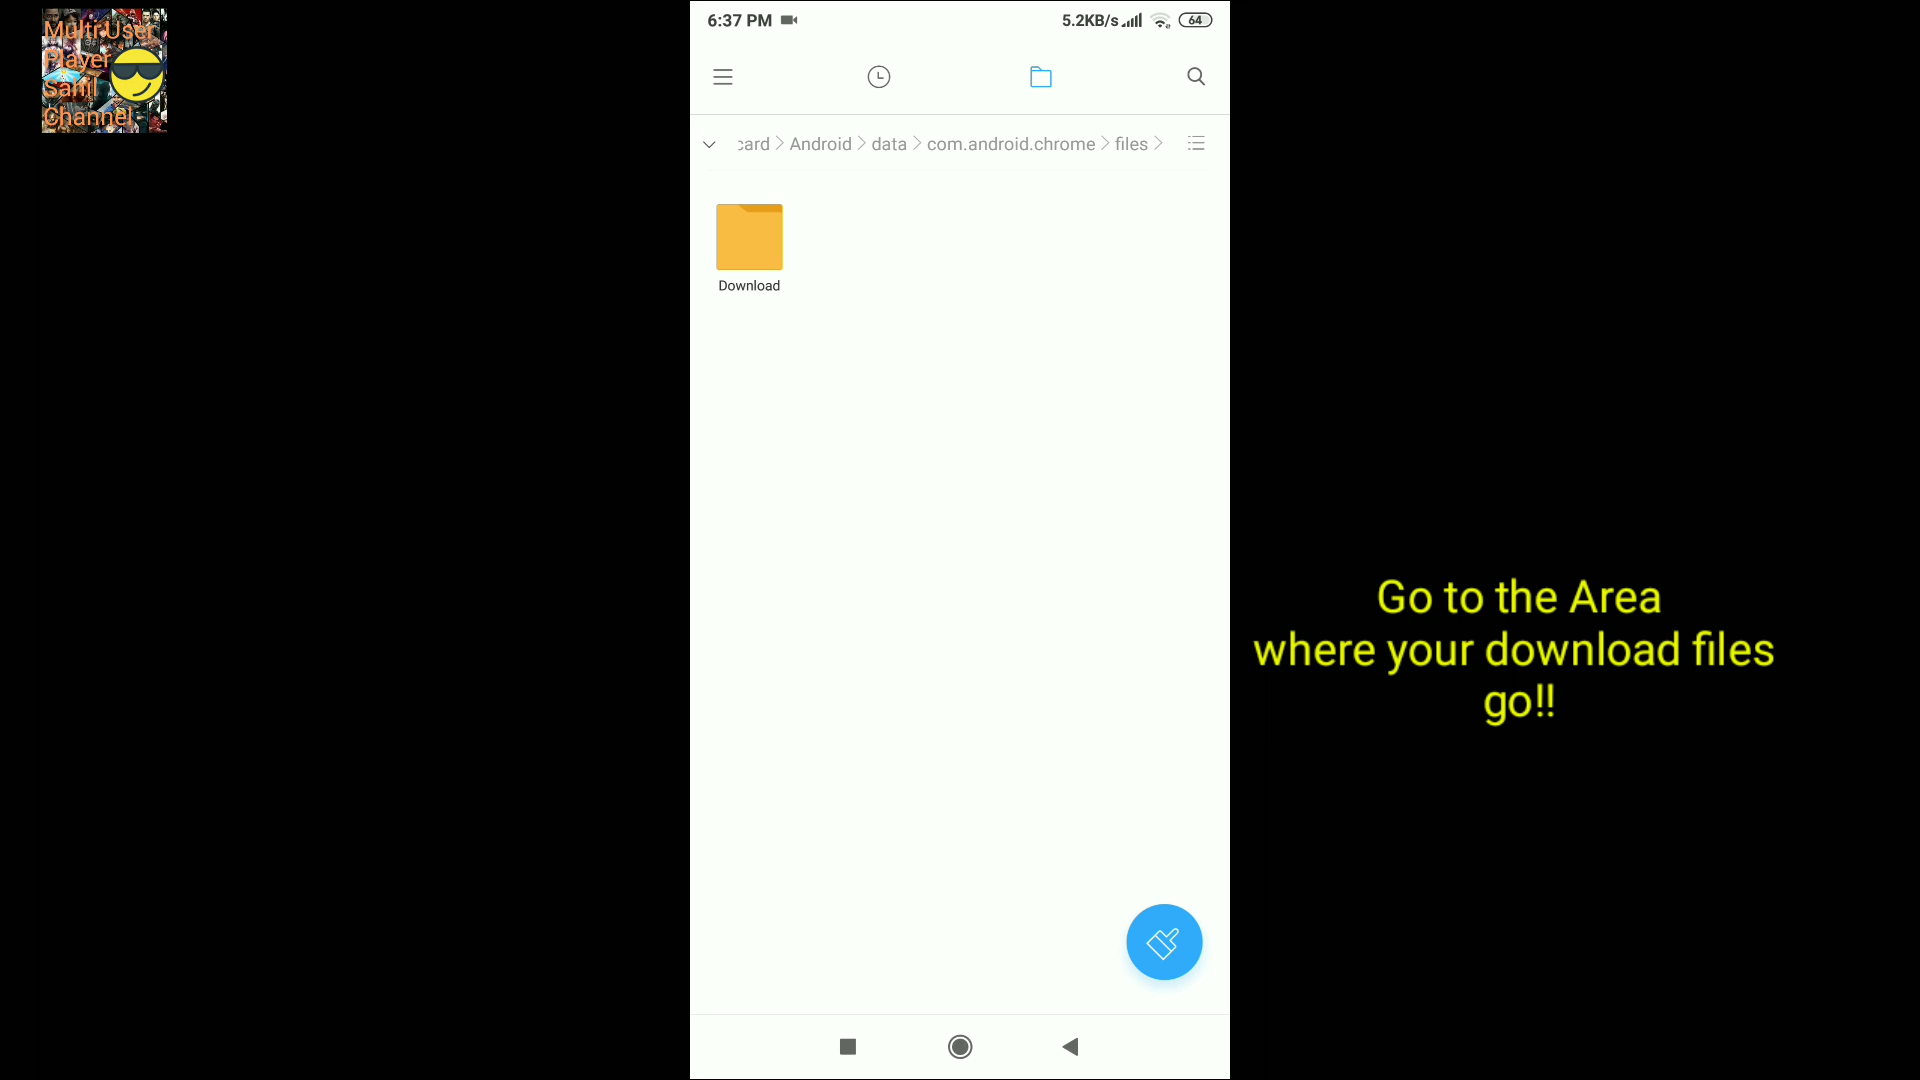 Multi User
Player
Sahil
Channel
6:37 PM
5.2KB/s
64
card > Android > data > com.android.chrome > files >
Download
Go to the Area
where your download files
go!!